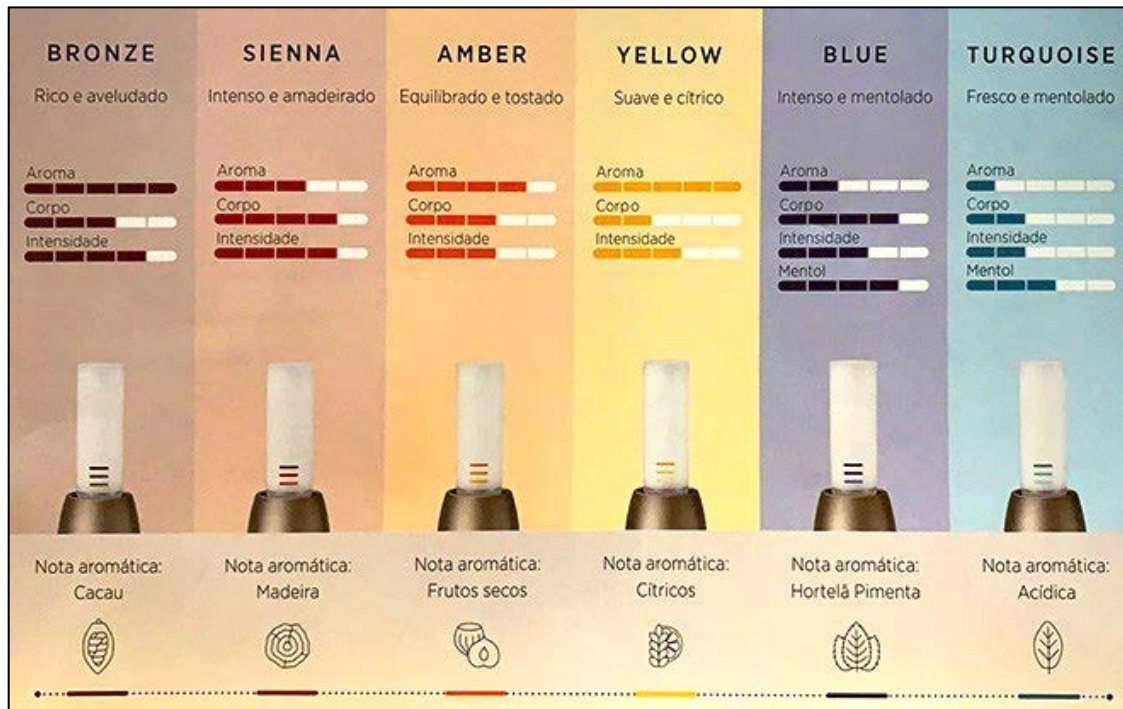 BRONZE
Rico e aveludado
Aroma
Corpo
Intensidade
Nota aromática:
Cacau
SIENNA
Intenso e amadeirado
Aroma
Corpo
Intensidade
Nota aromática:
Madeira
AMBER
Equilibrado e tostado
Aroma
Corpo
Intensidade
Nota aromática:
Frutos secos
YELLOW
Suave e cítrico
Aroma
Corpo
Intensidade
Nota aromática:
Cítricos
BLUE
Intenso e mentolado
Aroma
Corpo
Intensidade
Mentol
Nota aromática:
Hortelã Pimenta
TURQUOISE
Fresco e mentolado
Aroma
Corpo
Intensidade
Mentol
Nota aromática:
Acídica